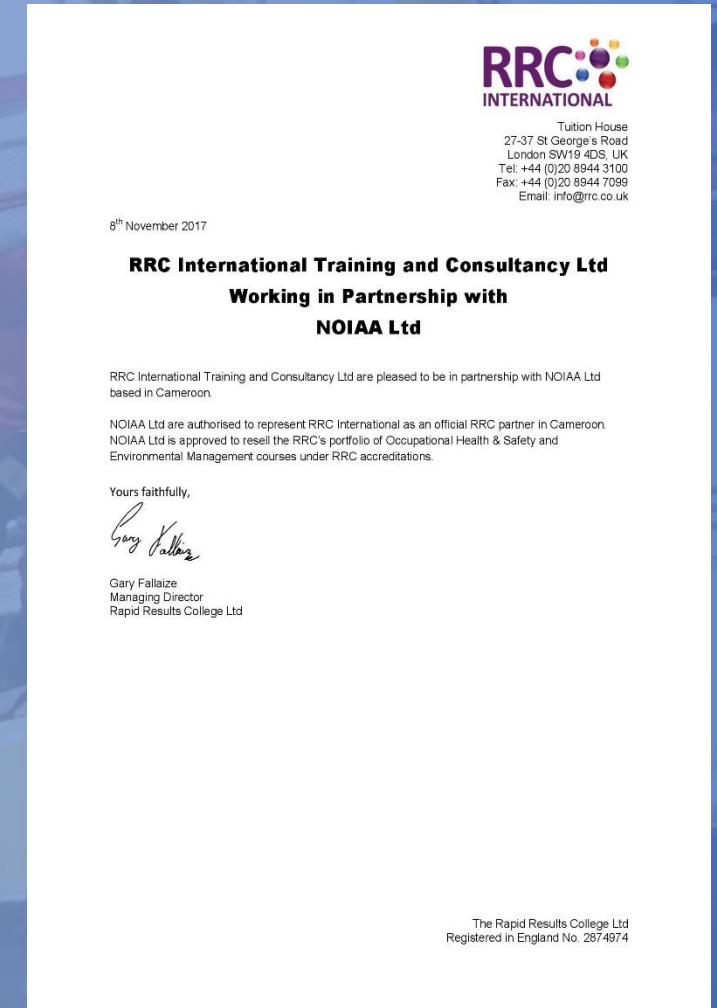 RRC
INTERNATIONAL
Tuition House
27-37 St George's Road
London SW19 4DS, UK
Tel: +44 (0)20 8944 3100
Fax: +44 (0)20 8944 7099
Email: info@rrc.co.uk
8th November 2017
RRC International Training and Consultancy Ltd
Working in Partnership with
NOIAA Ltd
RRC International Training and Consultancy Ltd are pleased to be in partnership with NOIAA Ltd
based in Cameroon.
NOIAA Ltd are authorised to represent RRC International as an official RRC partner in Cameroon.
NOIAA Ltd is approved to resell the RRC's portfolio of Occupational Health & Safety and
Environmental Management courses under RRC accreditations.
Yours faithfully,
Gary Fallaize
Gary Fallaize
Managing Director
Rapid Results College Ltd
The Rapid Results College Ltd
Registered in England No. 2874974